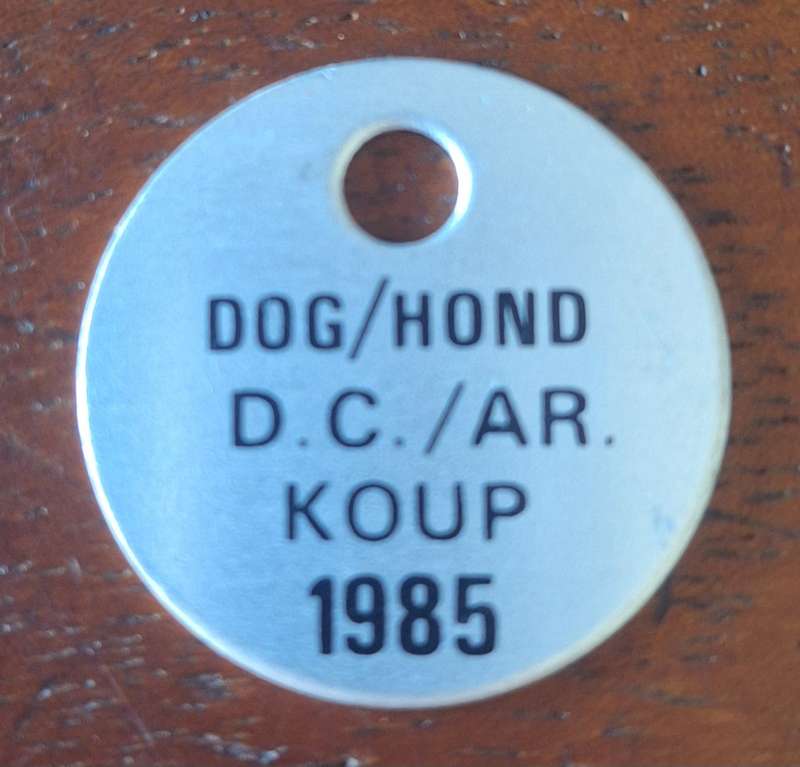 DOG/HOND
D.C./AR.
KOUP
1985